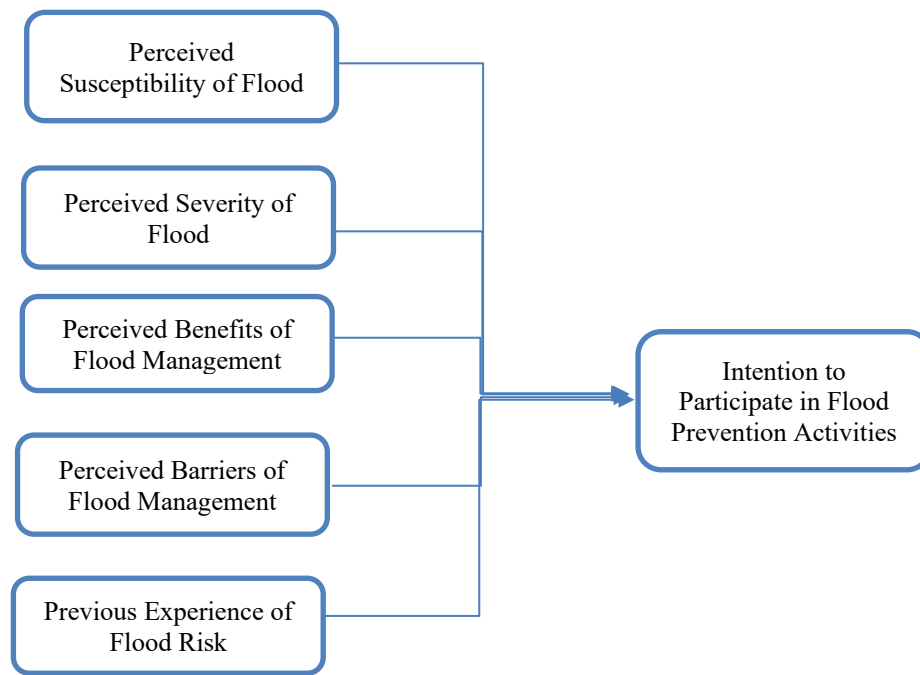 Perceived
Susceptibility of Flood
Perceived Severity of
Flood
Perceived Benefits of
Flood Management
Perceived Barriers of
Flood Management
Previous Experience of
Flood Risk
Intention to
Participate in Flood
Prevention Activities